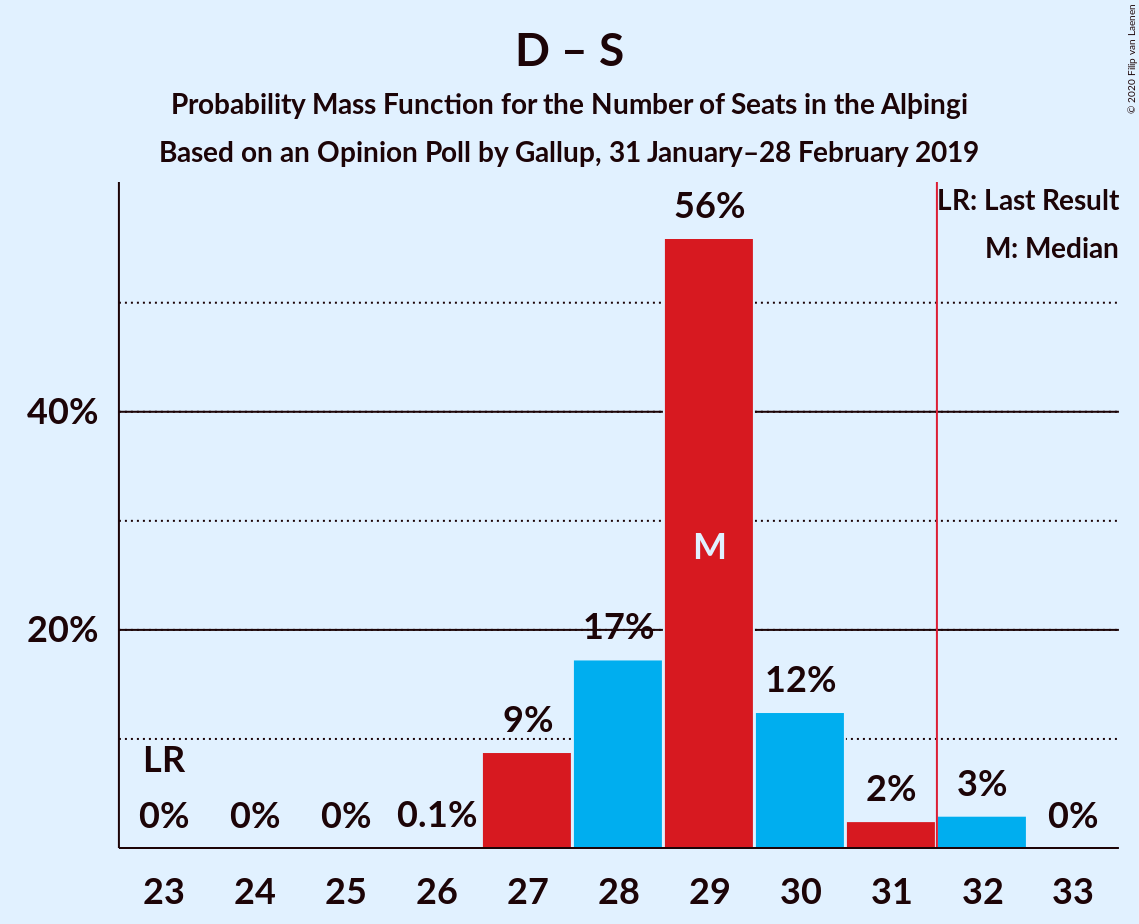 D – S
Probability Mass Function for the Number of Seats in the Alþingi
Based on an Opinion Poll by Gallup, 31 January–28 February 2019
© 2020 Filip van Laenen
LR: Last Result
M: Median
56%
40%
M
20%
17%
12%
9%
LR
2%
3%
0%
0%
0%
0.1%
0%
23 24 25 26 27 28 29 30 31 32 33